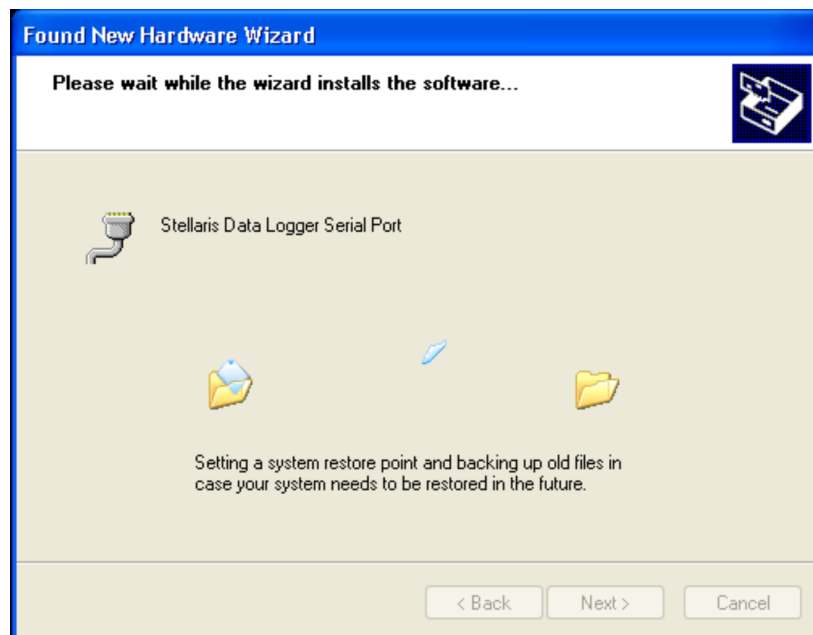 Found New Hardware Wizard
Please wait while the wizard installs the software...
Stellaris Data Logger Serial Port
Setting a system restore point and backing up old files in
case your system needs to be restored in the future.
< Back Next > Cancel